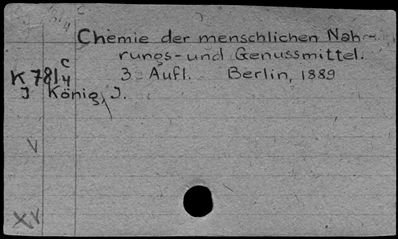 Chemie der menschlichen Nah-
rungs- und Genussmittel.
3. Aufl. Berlin, 1889
K 781 c/4
I König, J.
V
XV